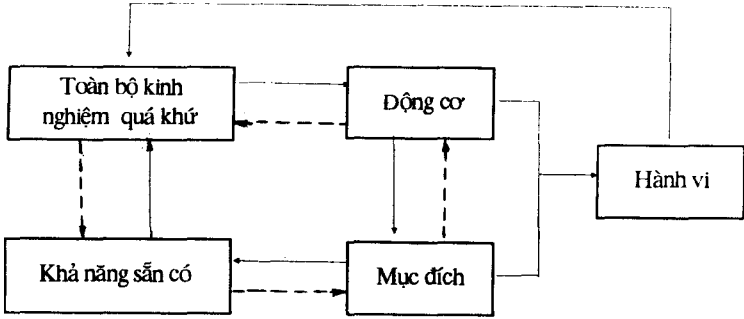 Toàn bộ kinh
nghiệm quá khứ
Động cơ
Hành vi
Khả năng sẵn có
Mục đích